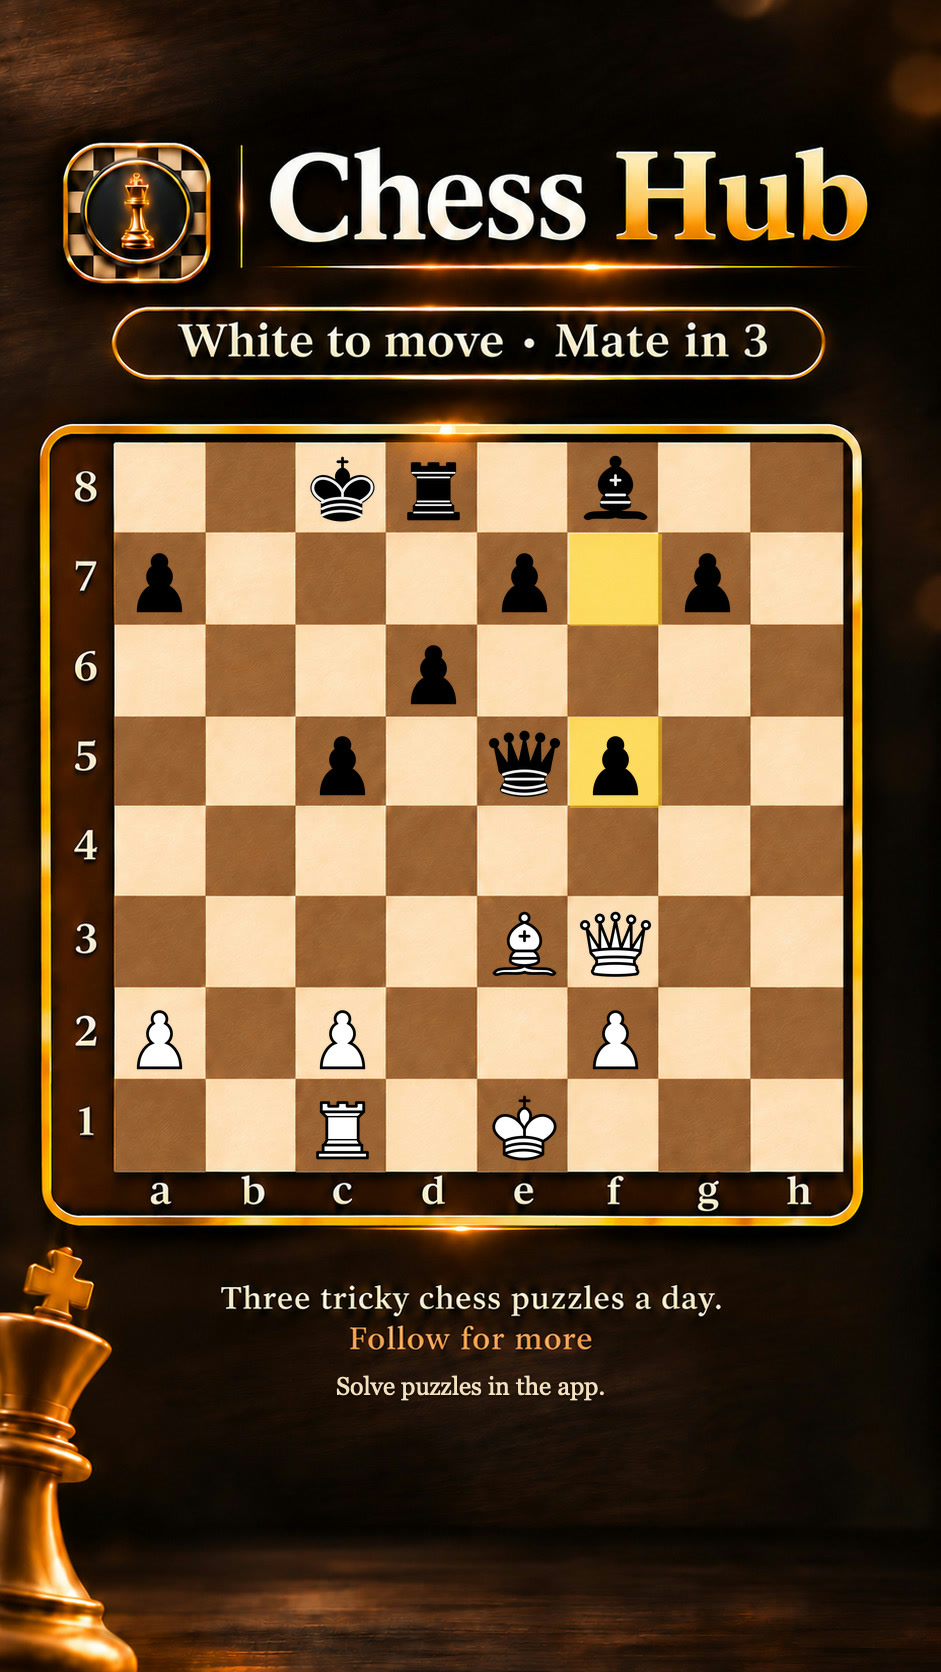 Chess Hub
White to move • Mate in 3
8
7
6
5
4
3
2
1
a b c d e f g h
Three tricky chess puzzles a day.
Follow for more
Solve puzzles in the app.